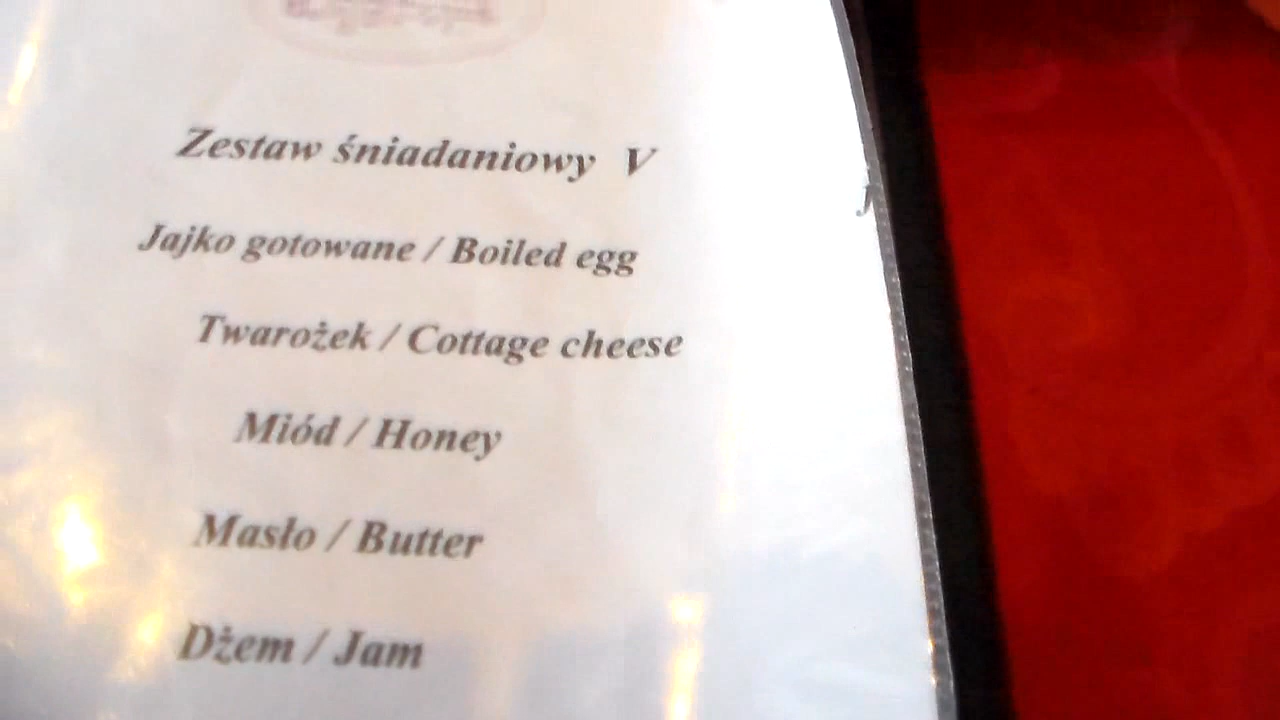 Zestaw śniadaniowy V
Jajko gotowane / Boiled egg
Twarożek / Cottage cheese
Miód / Honey
Masło / Butter
Dżem / Jam